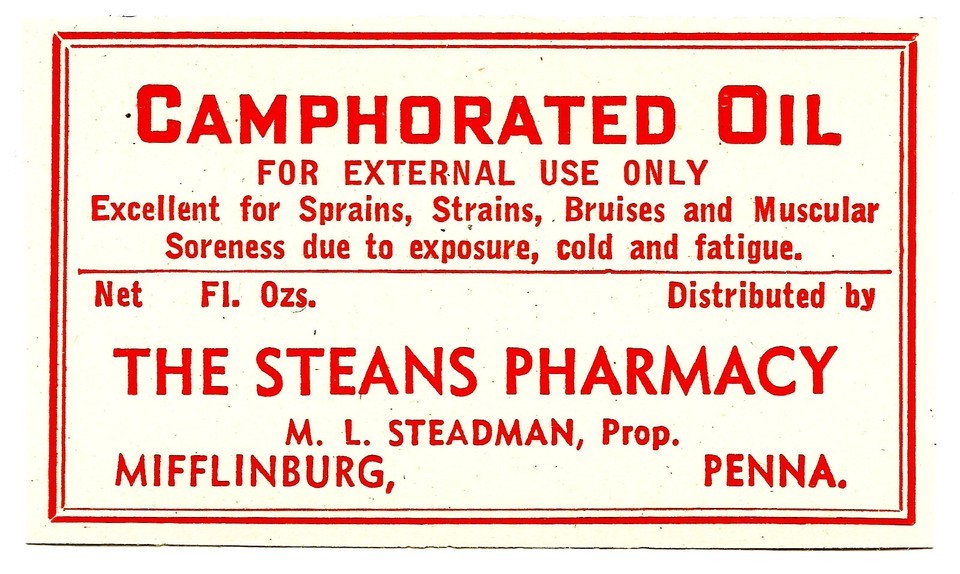 CAMPHORATED OIL
FOR EXTERNAL USE ONLY
Excellent for Sprains, Strains, Bruises and Muscular
Soreness due to exposure, cold and fatigue.
Net Fl. Ozs. Distributed by
THE STEANS PHARMACY
M. L. STEADMAN, Prop.
MIFFLINBURG, PENNA.